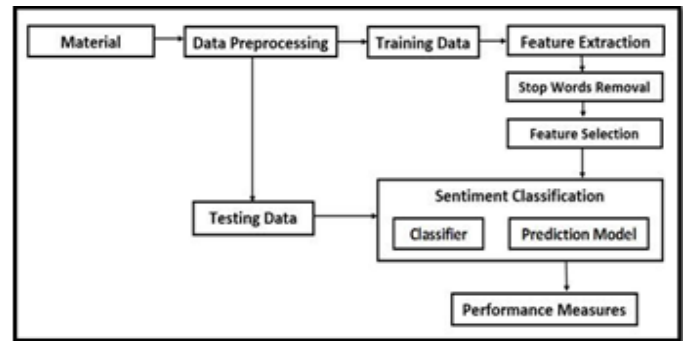 Material
Data Preprocessing
Training Data
Feature Extraction
Stop Words Removal
Feature Selection
Sentiment Classification
Testing Data
Classifier
Prediction Model
Performance Measures